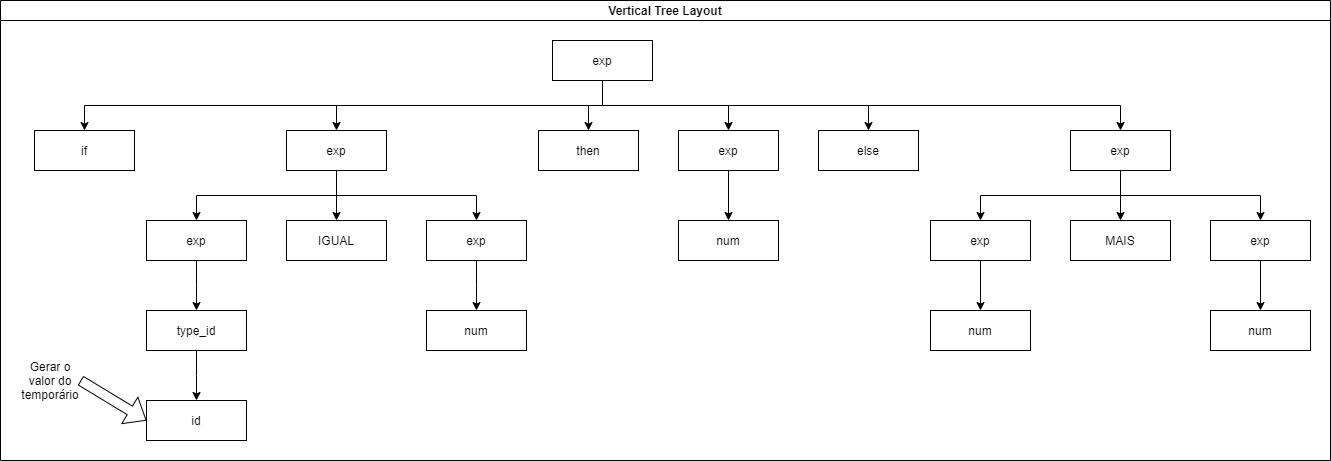 Vertical Tree Layout
exp
if
exp
then
exp
else
exp
exp
IGUAL
exp
num
exp
MAIS
exp
type_id
num
num
num
Gerar o
valor do
temporário
id